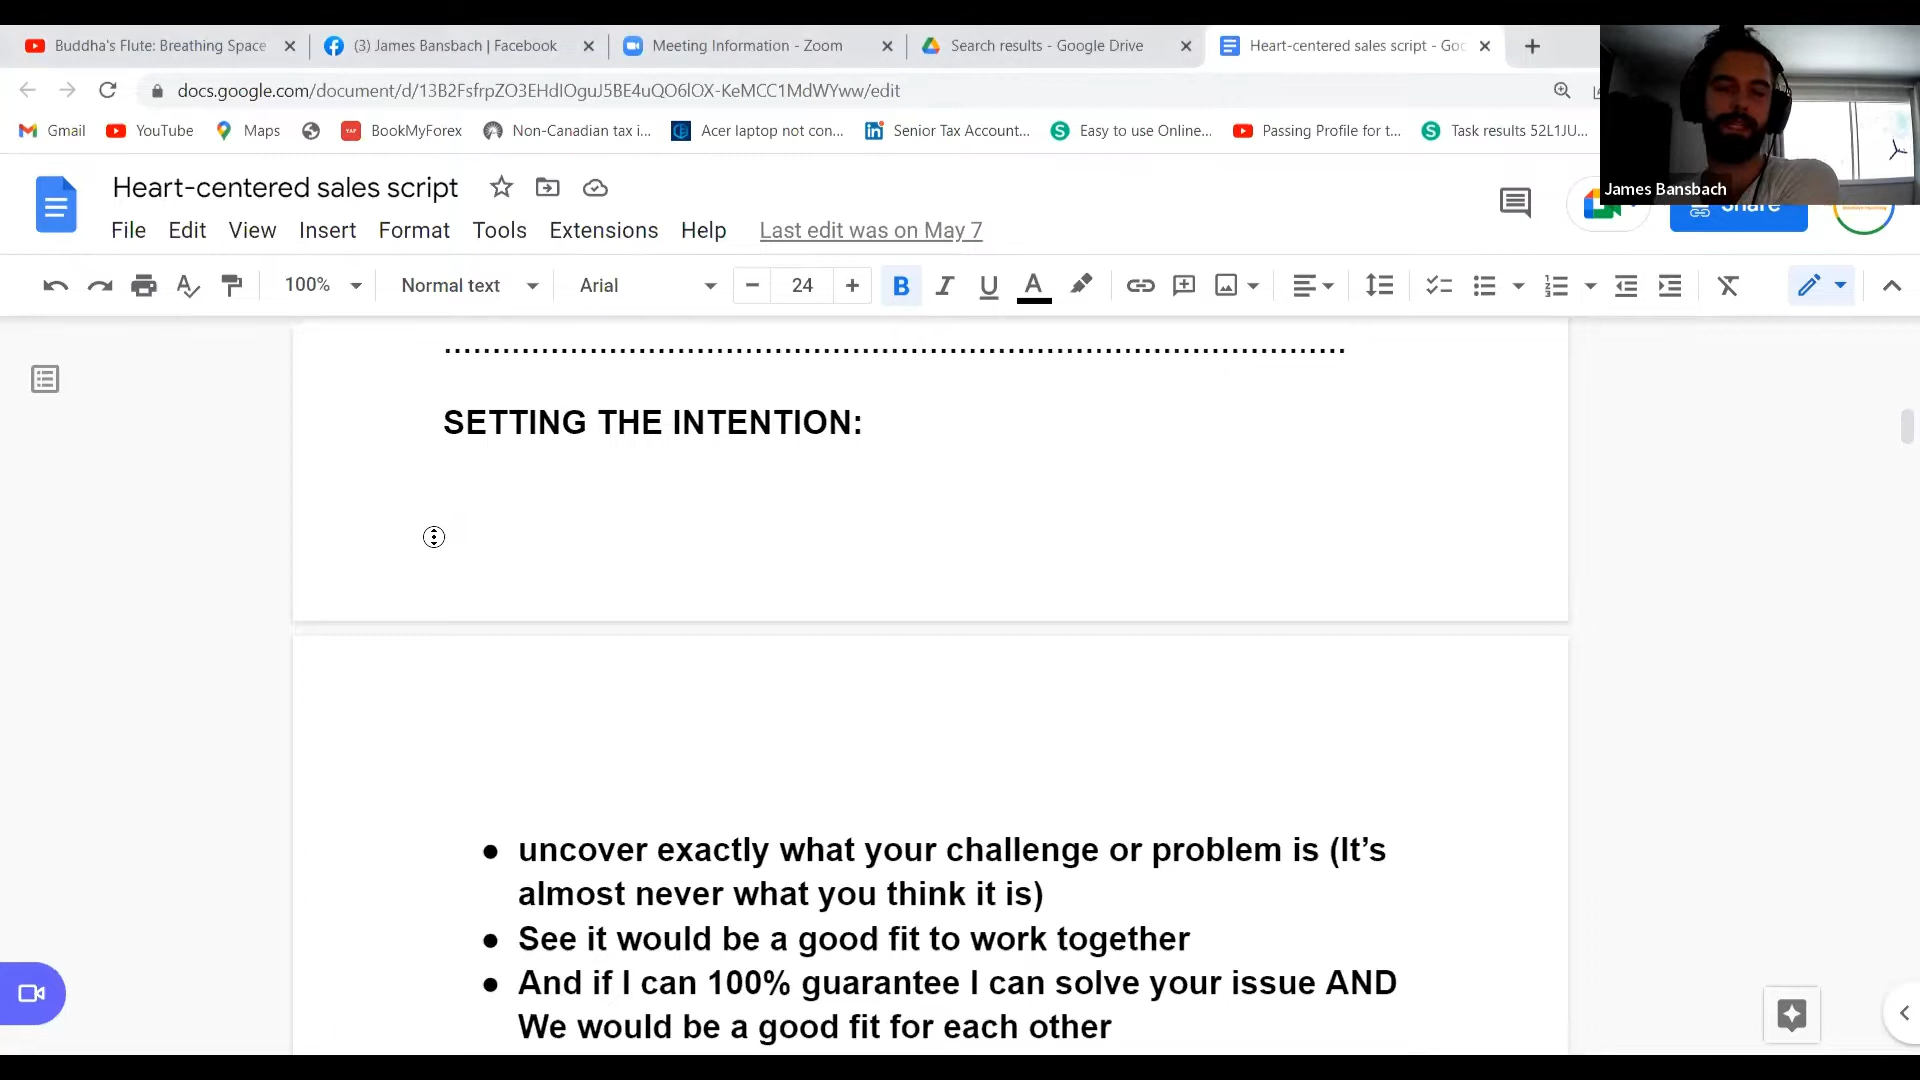 Buddha's Flute: Breathing Space
(3) James Bansbach | Facebook
Meeting Information - Zoom
Search results - Google Drive
Heart-centered sales script - Goo
docs.google.com/document/d/13B2FsfrpZO3EHdIOguJ5BE4uQO6lOX-KeMCC1MdWYww/edit
Gmail
YouTube
Maps
BookMyForex
Non-Canadian tax i...
Acer laptop not con...
Senior Tax Account...
Easy to use Online...
Passing Profile for t...
Task results 52L1JU...
James Bansbach
Heart-centered sales script
Share
File Edit View Insert Format Tools Extensions Help Last edit was on May 7
100% Normal text Arial 24
SETTING THE INTENTION:
● uncover exactly what your challenge or problem is (It's
almost never what you think it is)
● See it would be a good fit to work together
● And if I can 100% guarantee I can solve your issue AND
We would be a good fit for each other